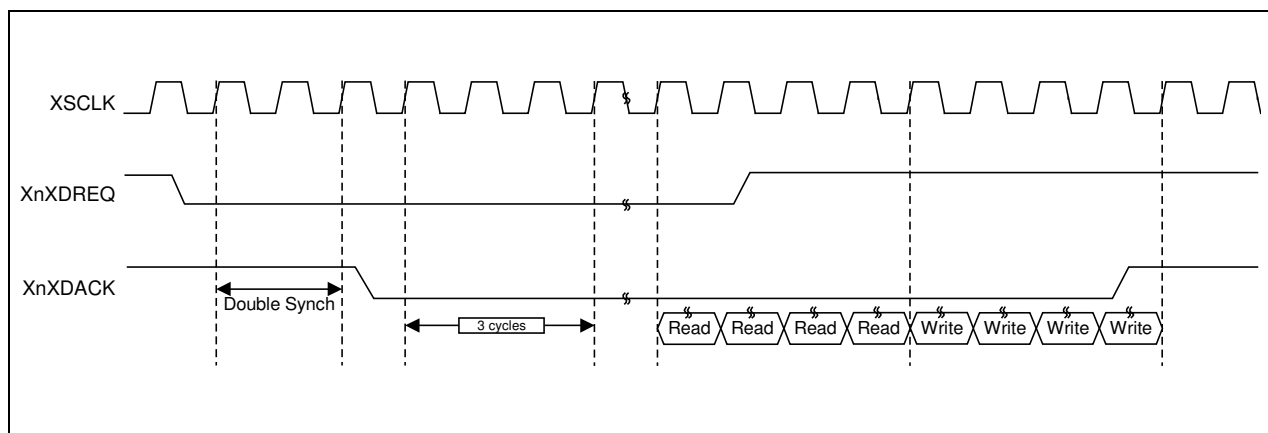 XSCLK
XnXDREQ
XnXDACK
Double Synch
3 cycles
Read Read Read Read Write Write Write Write